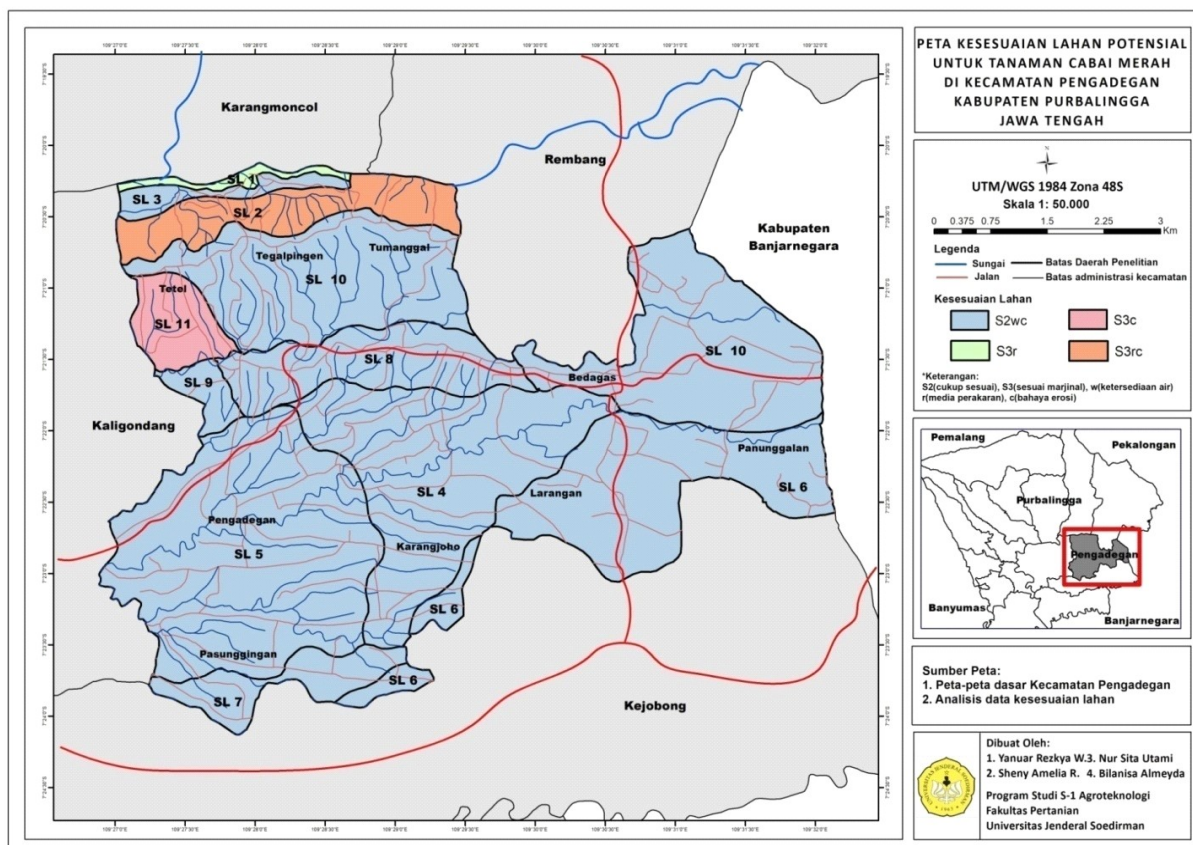 PETA KESESUAIAN LAHAN POTENSIAL
UNTUK TANAMAN CABAI MERAH
DI KECAMATAN PENGADEGAN
KABUPATEN PURBALINGGA
JAWA TENGAH
N
UTM/WGS 1984 Zona 48S
Skala 1: 50.000
0 0.375 0.75 1.5 2.25 3
Km
Legenda
Sungai
Batas Daerah Penelitian
Jalan
Batas administrasi kecamatan
Kesesuaian Lahan
S2wc
S3c
S3r
S3rc
*Keterangan:
S2(cukup sesuai), S3(sesuai marjinal), w(ketersediaan air)
r(media perakaran), c(bahaya erosi)
Pemalang
Pekalongan
Purbalingga
Pengadegan
Banyumas
Banjarnegara
Sumber Peta:
1. Peta-peta dasar Kecamatan Pengadegan
2. Analisis data kesesuaian lahan
Dibuat Oleh:
1. Yanuar Rezkya W.3. Nur Sita Utami
2. Sheny Amelia R. 4. Bilanisa Almeyda
Program Studi S-1 Agroteknologi
Fakultas Pertanian
Universitas Jenderal Soedirman
Karangmoncol
Rembang
Kabupaten
Banjarnegara
SL 1
SL 3
SL 2
Tegalpingen
Tumanggal
SL 10
Tetel
SL 11
SL 10
SL 8
SL 9
Bedagas
Kaligondang
Panunggalan
SL 6
SL 4
Larangan
Pengadegan
Karangjoho
SL 5
SL 6
Pasunggingan
SL 6
SL 7
Kejobong